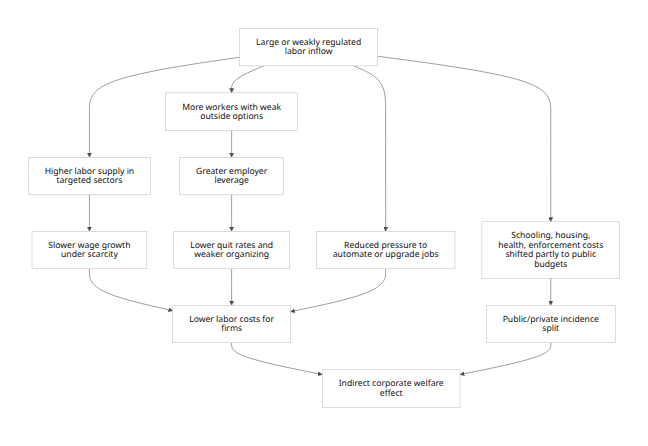 Large or weakly regulated
labor inflow
More workers with weak
outside options
Higher labor supply in
targeted sectors
Greater employer
leverage
Slower wage growth
under scarcity
Lower quit rates and
weaker organizing
Reduced pressure to
automate or upgrade jobs
Schooling, housing,
health, enforcement costs
shifted partly to public
budgets
Lower labor costs for
firms
Public/private incidence
split
Indirect corporate welfare
effect